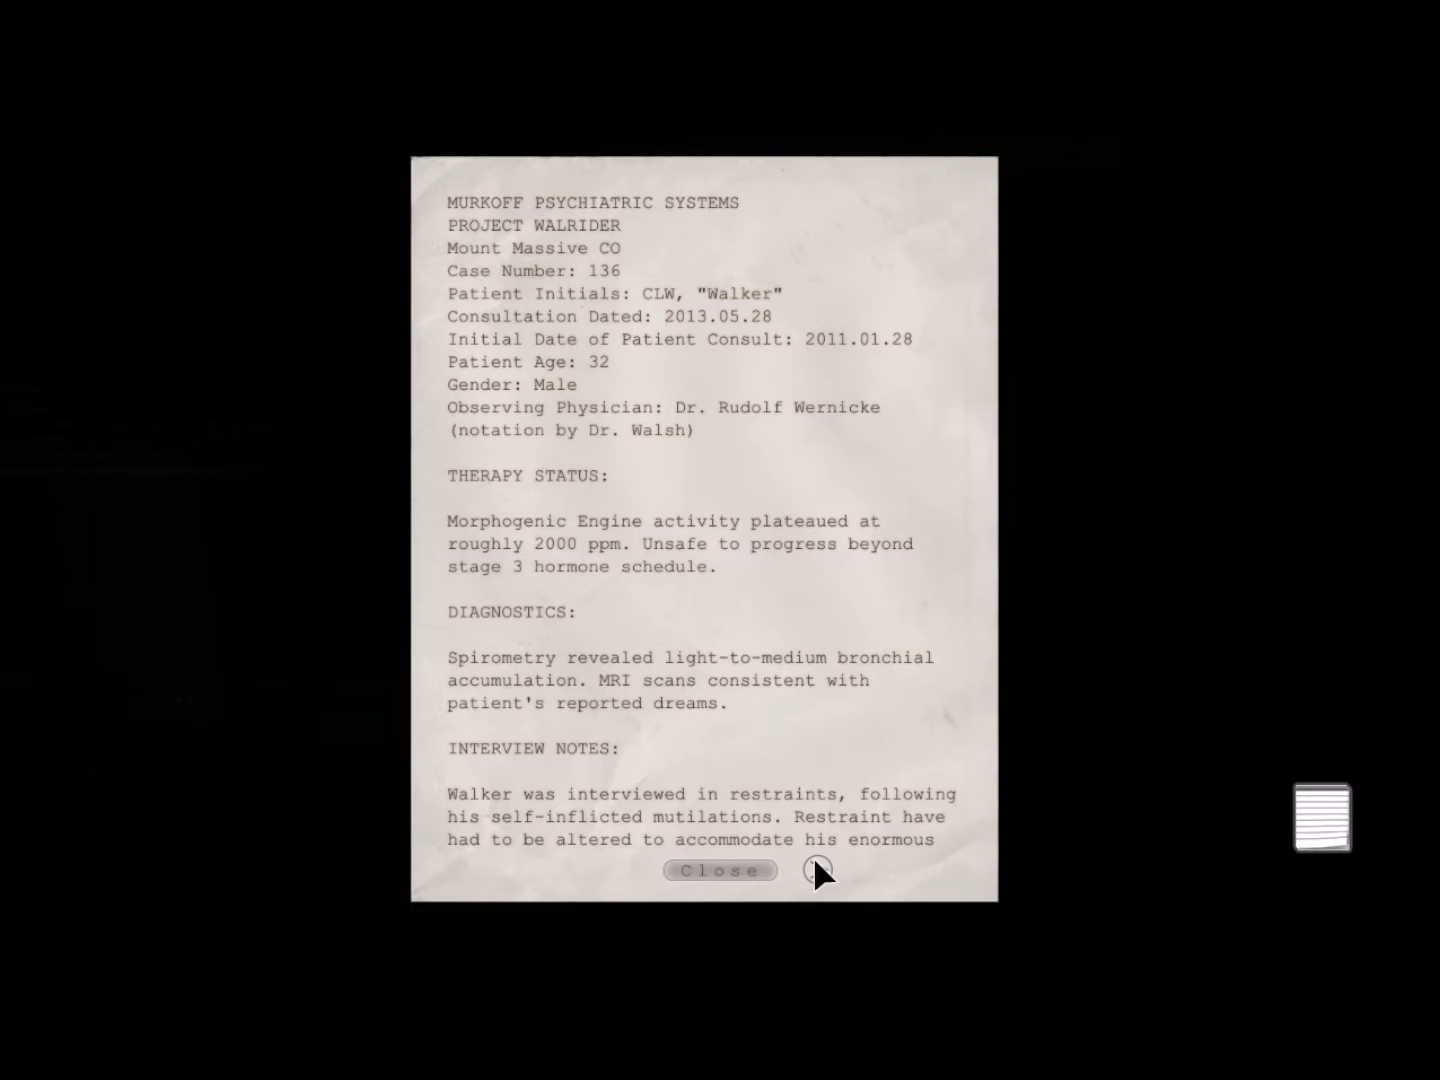 MURKOFF PSYCHIATRIC SYSTEMS
PROJECT WALRIDER
Mount Massive CO
Case Number: 136
Patient Initials: CLW, "Walker"
Consultation Dated: 2013.05.28
Initial Date of Patient Consult: 2011.01.28
Patient Age: 32
Gender: Male
Observing Physician: Dr. Rudolf Wernicke
(notation by Dr. Walsh)
THERAPY STATUS:
Morphogenic Engine activity plateaued at
roughly 2000 ppm. Unsafe to progress beyond
stage 3 hormone schedule.
DIAGNOSTICS:
Spirometry revealed light-to-medium bronchial
accumulation. MRI scans consistent with
patient's reported dreams.
INTERVIEW NOTES:
Walker was interviewed in restraints, following
his self-inflicted mutilations. Restraint have
had to be altered to accommodate his enormous
Close